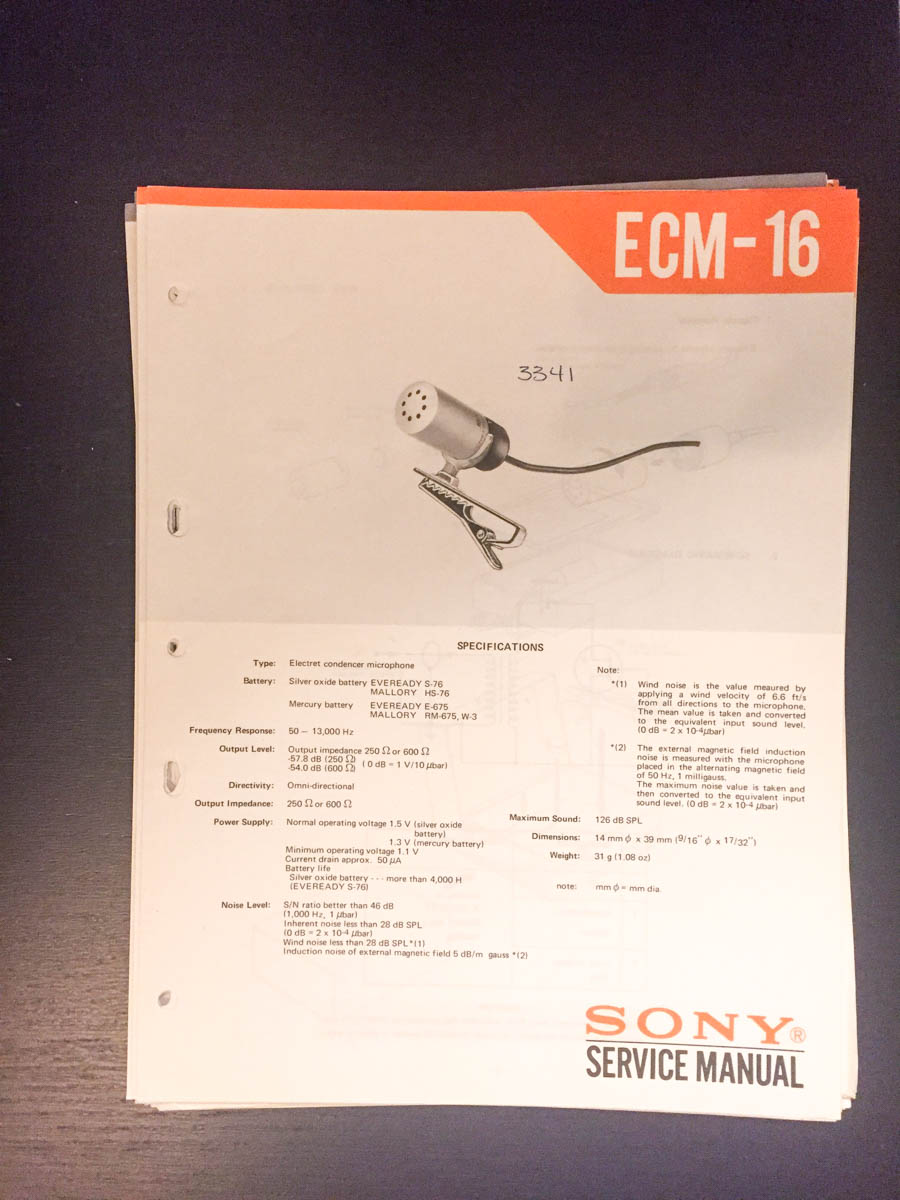 ECM-16
3341
SPECIFICATIONS
Type: Electret condencer microphone
Battery: Silver oxide battery EVEREADY S-76
MALLORY HS-76
Mercury battery EVEREADY E-675
MALLORY RM-675, W-3
Frequency Response: 50 – 13,000 Hz
Output Level: Output impedance 250 Ω or 600 Ω
-57.8 dB (250 Ω)
-54.0 dB (600 Ω) ( 0 dB = 1 V/10 μbar)
Directivity: Omni-directional
Output Impedance: 250 Ω or 600 Ω
Power Supply: Normal operating voltage 1.5 V (silver oxide
battery)
1.3 V (mercury battery)
Minimum operating voltage 1.1 V
Current drain approx. 50 μA
Battery life
Silver oxide battery - - - more than 4,000 H
(EVEREADY S-76)
Noise Level: S/N ratio better than 46 dB
(1,000 Hz, 1 μbar)
Inherent noise less than 28 dB SPL
(0 dB = 2 x 10-4 μbar)
Wind noise less than 28 dB SPL *(1)
Induction noise of external magnetic field 5 dB/m gauss *(2)
Note:
*(1) Wind noise is the value meaured by
applying a wind velocity of 6.6 ft/s
from all directions to the microphone.
The mean value is taken and converted
to the equivalent input sound level.
(0 dB = 2 x 10-4 μbar)
*(2) The external magnetic field induction
noise is measured with the microphone
placed in the alternating magnetic field
of 50 Hz, 1 milligauss.
The maximum noise value is taken and
then converted to the equivalent input
sound level. (0 dB = 2 x 10-4 μbar)
Maximum Sound: 126 dB SPL
Dimensions: 14 mm φ x 39 mm (9/16" φ x 17/32")
Weight: 31 g (1.08 oz)
note: mm φ = mm dia.
SONY®
SERVICE MANUAL